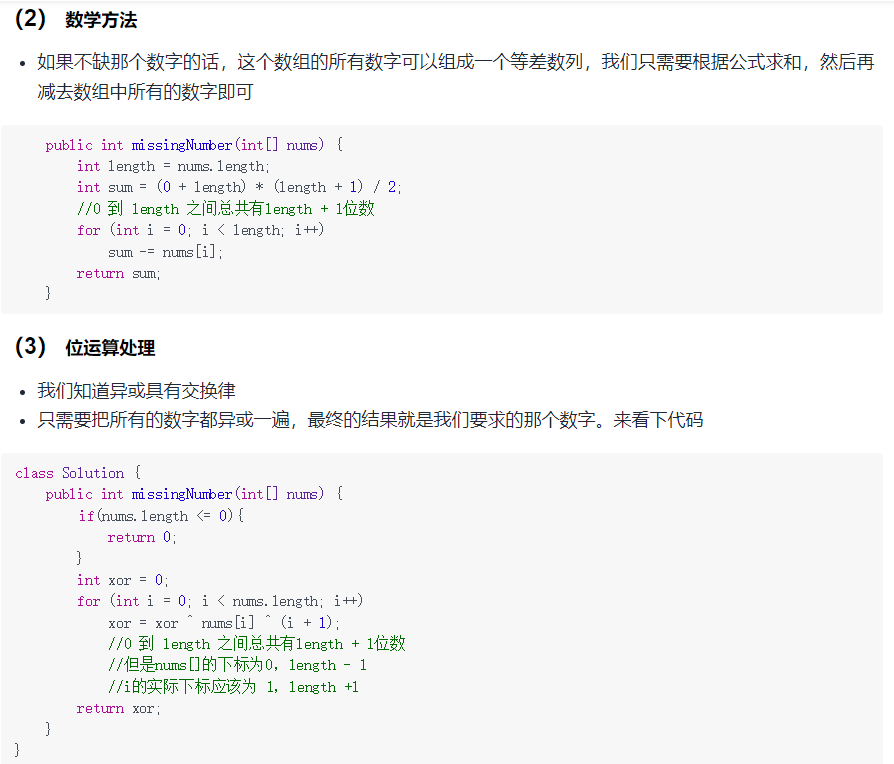 (2) 数学方法
• 如果不缺那个数字的话，这个数组的所有数字可以组成一个等差数列，我们只需要根据公式求和，然后再
减去数组中所有的数字即可
    public int missingNumber(int[] nums) {
        int length = nums.length;
        int sum = (0 + length) * (length + 1) / 2;
        //0 到 length 之间总共有length + 1位数
        for (int i = 0; i < length; i++)
            sum -= nums[i];
        return sum;
    }
(3) 位运算处理
• 我们知道异或具有交换律
• 只需要把所有的数字都异或一遍，最终的结果就是我们要求的那个数字。来看下代码
class Solution {
    public int missingNumber(int[] nums) {
        if(nums.length <= 0){
            return 0;
        }
        int xor = 0;
        for (int i = 0; i < nums.length; i++)
            xor = xor ^ nums[i] ^ (i + 1);
            //0 到 length 之间总共有length + 1位数
            //但是nums[]的下标为0，length - 1
            //i的实际下标应该为 1，length +1
        return xor;
    }
}